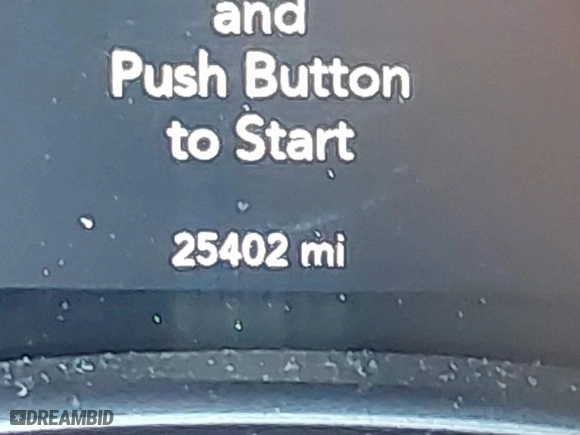 and
Push Button
to Start
25402 mi
DREAMBID